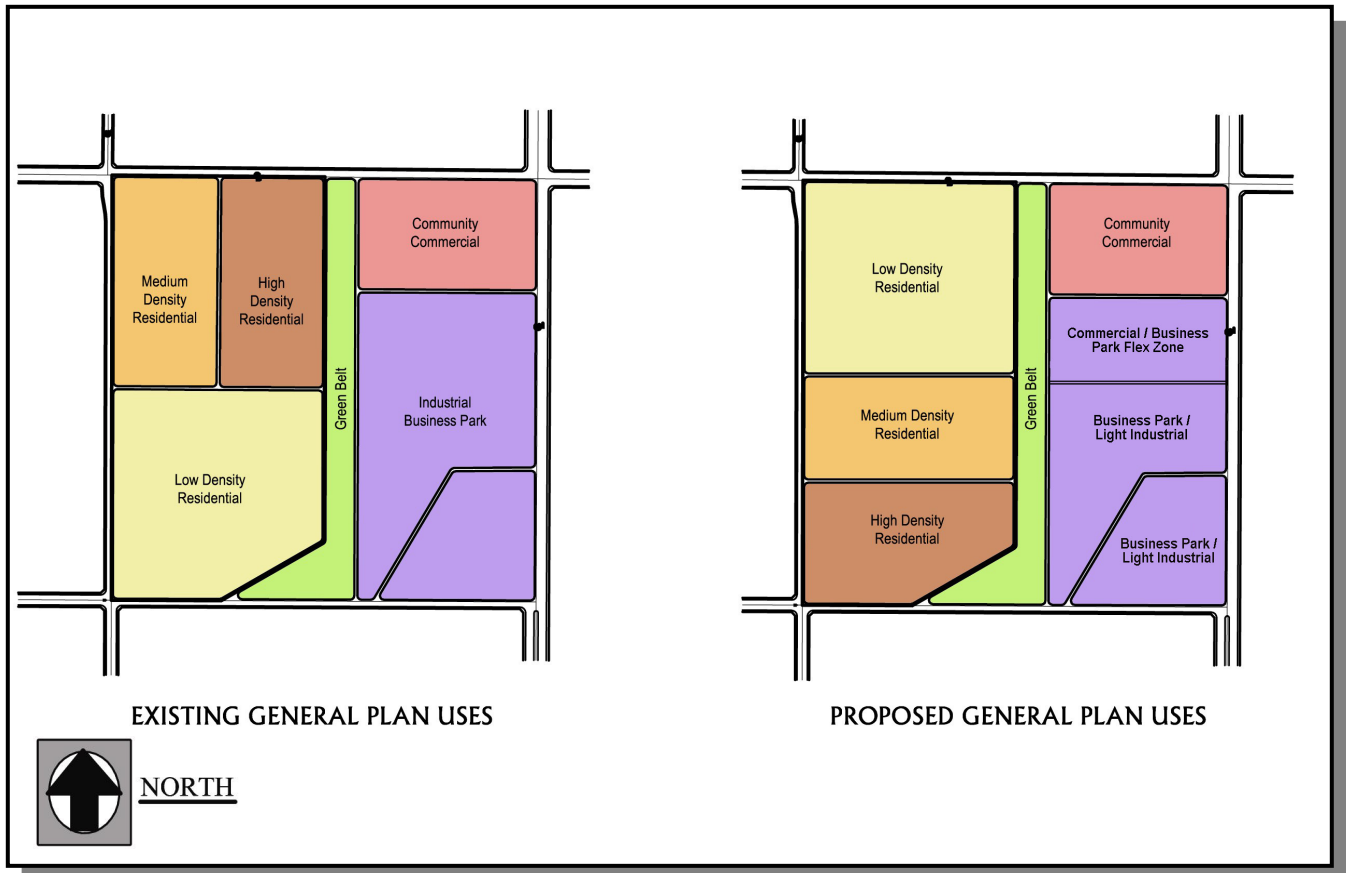 Medium
Density
Residential
High
Density
Residential
Green Belt
Community
Commercial
Industrial
Business Park
Low Density
Residential
EXISTING GENERAL PLAN USES
Low Density
Residential
Medium Density
Residential
High Density
Residential
Green Belt
Community
Commercial
Commercial / Business
Park Flex Zone
Business Park /
Light Industrial
Business Park /
Light Industrial
PROPOSED GENERAL PLAN USES
NORTH